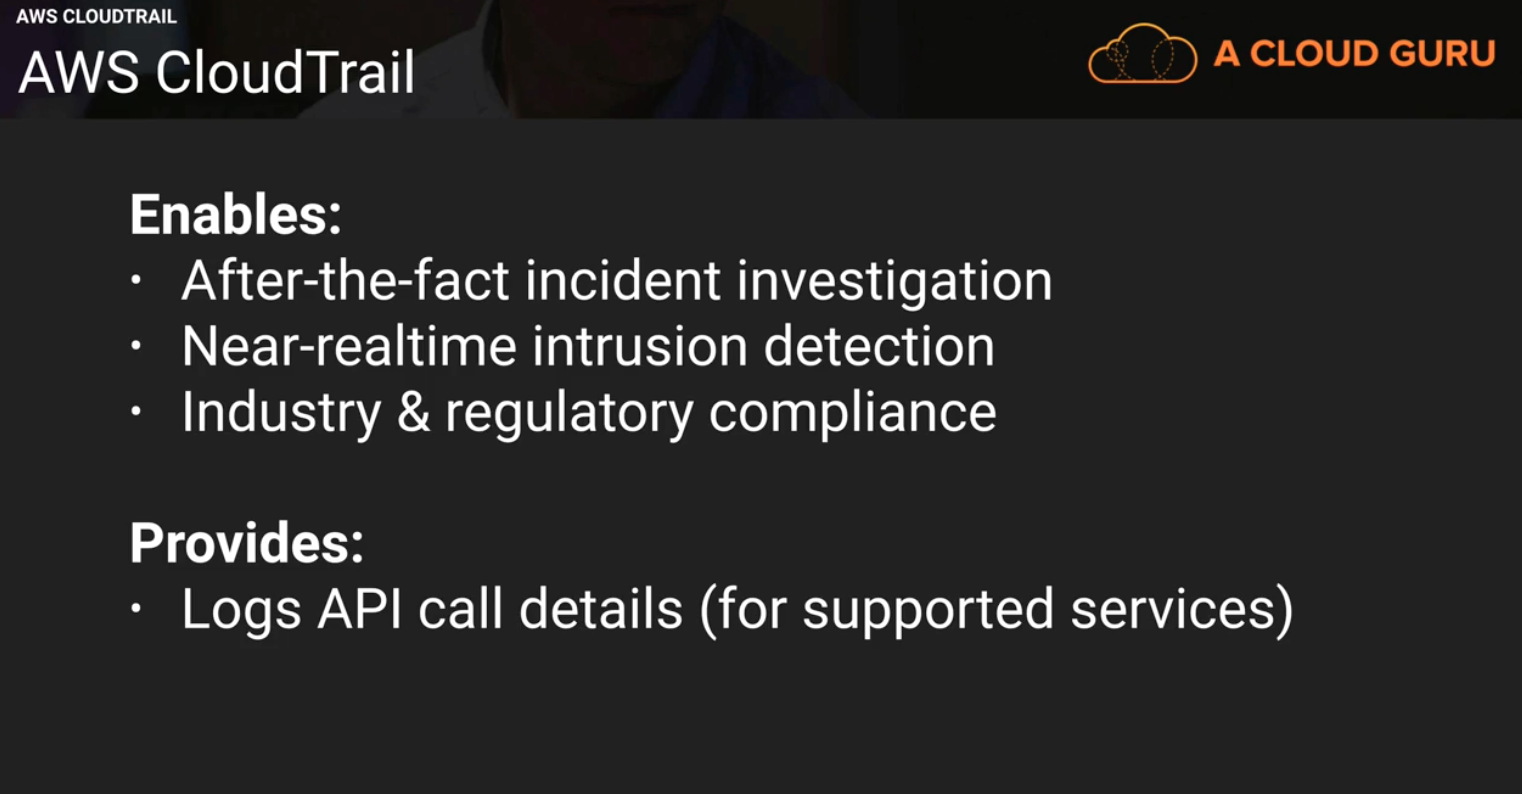 AWS CLOUDTRAIL
AWS CloudTrail
A CLOUD GURU
Enables:
• After-the-fact incident investigation
• Near-realtime intrusion detection
• Industry & regulatory compliance
Provides:
• Logs API call details (for supported services)